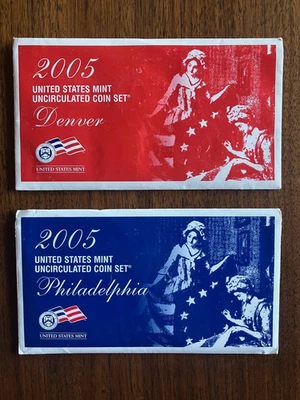 2005
UNITED STATES MINT
UNCIRCULATED COIN SET®
Denver
UNITED STATES MINT
2005
UNITED STATES MINT
UNCIRCULATED COIN SET®
Philadelphia
UNITED STATES MINT